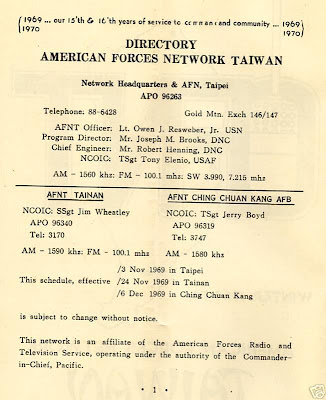 (1969 ... our 15'th & 16'th years of service to command and community ... 1969)
(1970 1970)
DIRECTORY
AMERICAN FORCES NETWORK TAIWAN
Network Headquarters & AFN, Taipei
APO 96263
Telephone: 88-6428 Gold Mtn. Exch 146/147
AFNT Officer: Lt. Owen J. Resweber, Jr. USN
Program Director: Mr. Joseph M. Brooks, DNC
Chief Engineer: Mr. Robert Henning, DNC
NCOIC: TSgt Tony Elenio, USAF
AM - 1560 khz: FM - 100.1 mhz: SW 3.990, 7.215 mhz
AFNT TAINAN
NCOIC: SSgt Jim Wheatley
APO 96340
Tel: 3170
AM - 1590 khz: FM - 100.1 mhz
AFNT CHING CHUAN KANG AFB
NCOIC: TSgt Jerry Boyd
APO 96319
Tel: 3747
AM - 1580 khz
/3 Nov 1969 in Taipei
This schedule, effective /24 Nov 1969 in Tainan
/6 Dec 1969 in Ching Chuan Kang
is subject to change without notice.
This network is an affiliate of the American Forces Radio and
Television Service, operating under the authority of the Commander-
in-Chief, Pacific.
· 1 ·